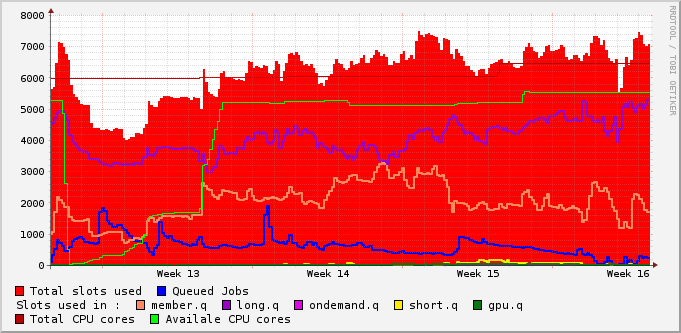 8000
7000
6000
5000
4000
3000
2000
1000
0
Week 13 Week 14 Week 15 Week 16
RRDTOOL / TOBI OETIKER
Total slots used Queued Jobs
Slots used in : member.q long.q ondemand.q short.q gpu.q
Total CPU cores Availale CPU cores